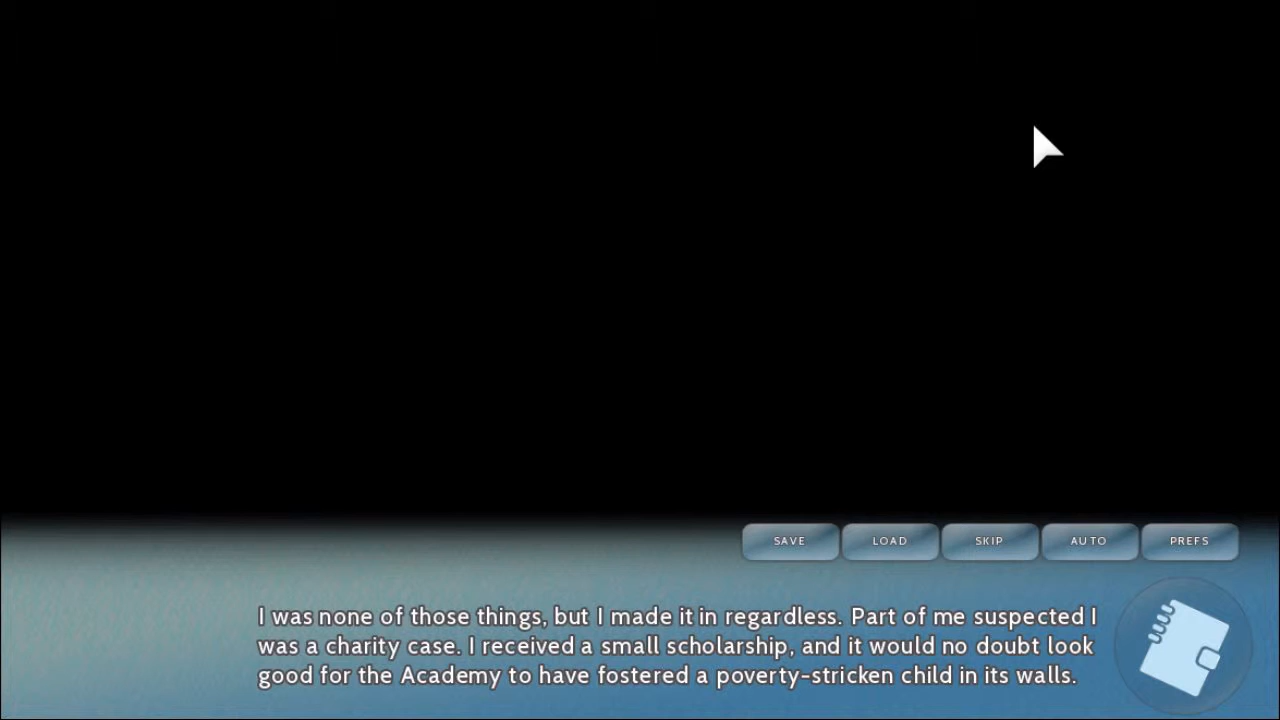 SAVE LOAD SKIP AUTO PREFS
I was none of those things, but I made it in regardless. Part of me suspected I
was a charity case. I received a small scholarship, and it would no doubt look
good for the Academy to have fostered a poverty-stricken child in its walls.